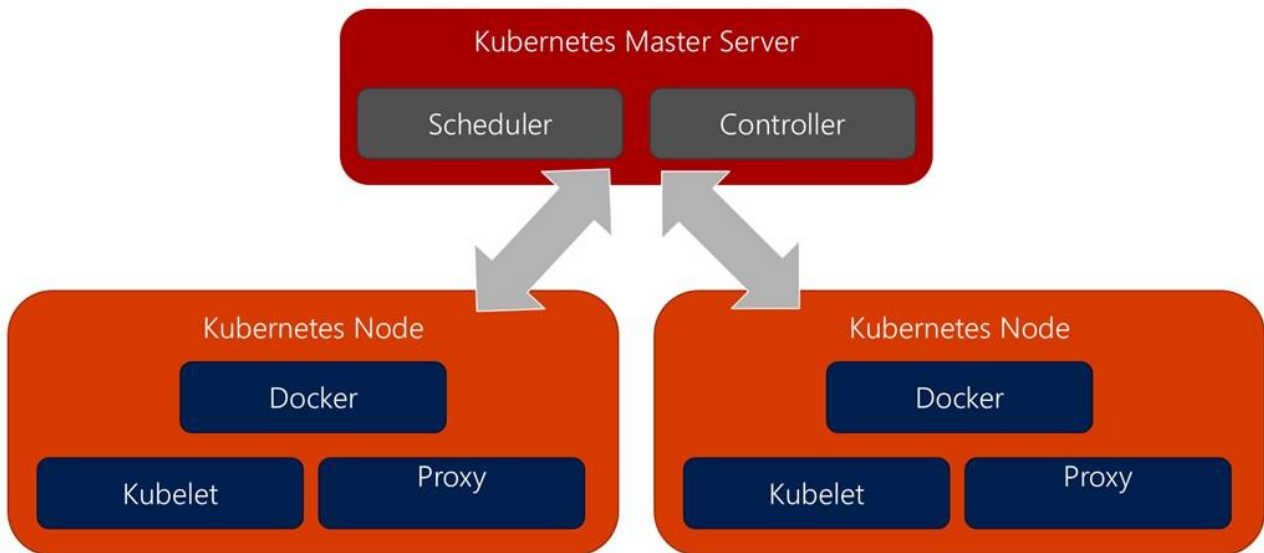 Kubernetes Master Server
Scheduler
Controller
Kubernetes Node
Docker
Kubelet
Proxy
Kubernetes Node
Docker
Kubelet
Proxy